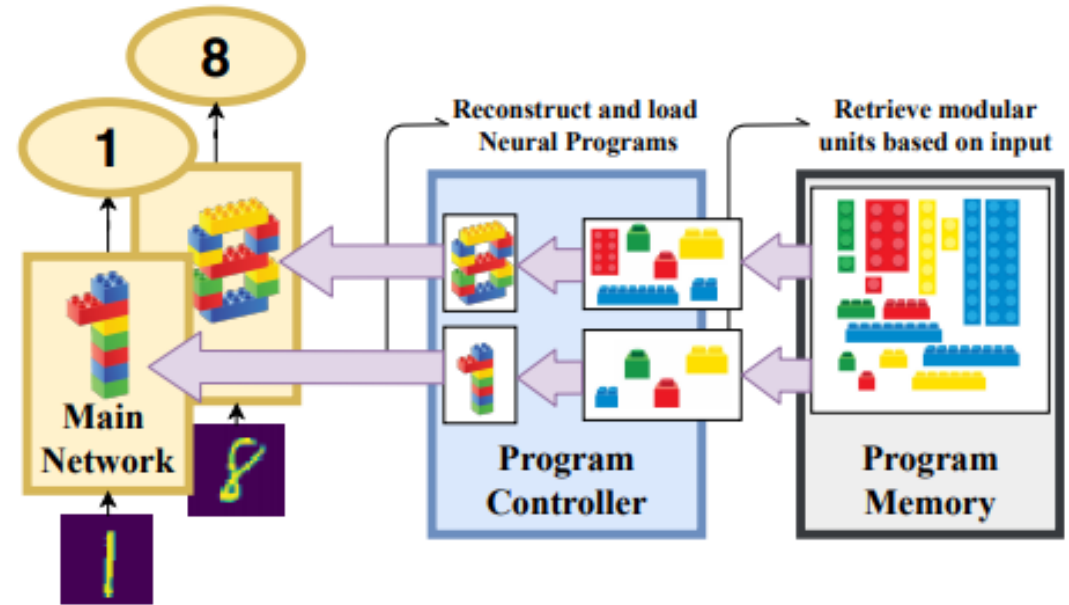 8
1
Reconstruct and load
Neural Programs
Retrieve modular
units based on input
Main
Network
Program
Controller
Program
Memory